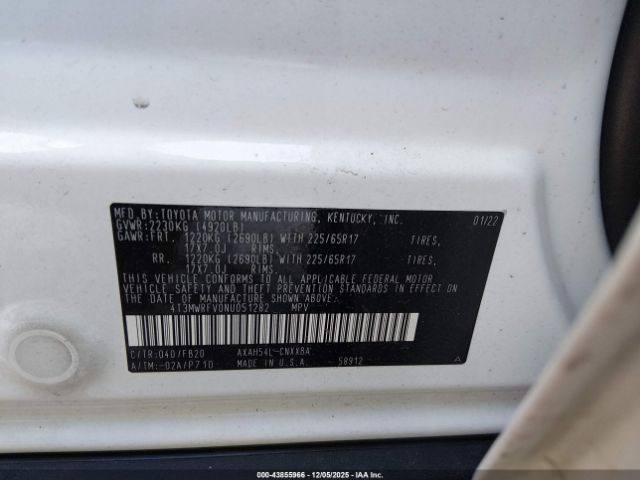 MFD.BY:TOYOTA MOTOR MANUFACTURING, KENTUCKY, INC. 01/22
GVWR:2230KG (4920LB)
GAWR:FRT. 1220KG (2690LB) WITH 225/65R17 TIRES,
17X7.0J RIMS.
RR. 1220KG (2690LB) WITH 225/65R17 TIRES,
17X7.0J RIMS.
THIS VEHICLE CONFORMS TO ALL APPLICABLE FEDERAL MOTOR
VEHICLE SAFETY AND THEFT PREVENTION STANDARDS IN EFFECT
ON THE DATE OF MANUFACTURE SHOWN ABOVE.
4T3MWRFV0NU051282 MPV
C/TR:040/FB20 AXAH54L-CNXXBA
A/TM:-02A/P710 MADE IN U.S.A. 58912
000-43855966 12/05/2025 IAA Inc.